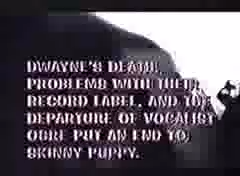 DWAYNE'S DEATH,
PROBLEMS WITH THEIR
RECORD LABEL, AND THE
DEPARTURE OF VOCALIST
OGRE PUT AN END TO
SKINNY PUPPY.